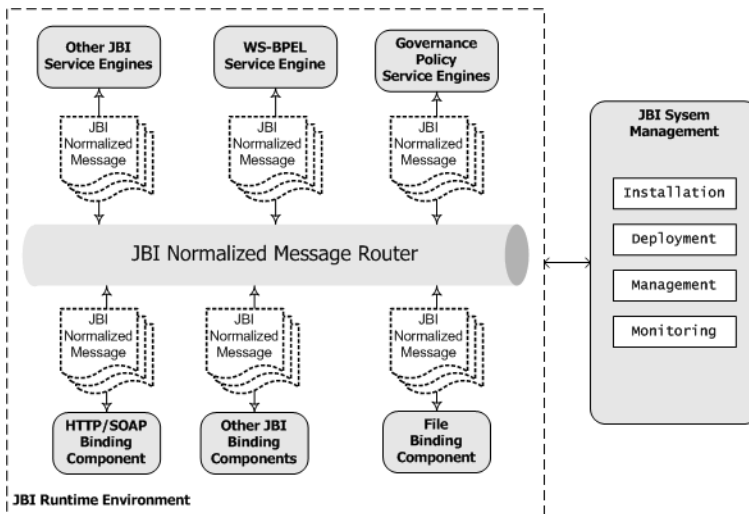 Other JBI
Service Engines
WS-BPEL
Service Engine
Governance
Policy
Service Engines
JBI
Normalized
Message
JBI
Normalized
Message
JBI
Normalized
Message
JBI Normalized Message Router
JBI
Normalized
Message
JBI
Normalized
Message
JBI
Normalized
Message
HTTP/SOAP
Binding
Component
Other JBI
Binding
Components
File
Binding
Component
JBI Runtime Environment
JBI Sysem
Management
Installation
Deployment
Management
Monitoring